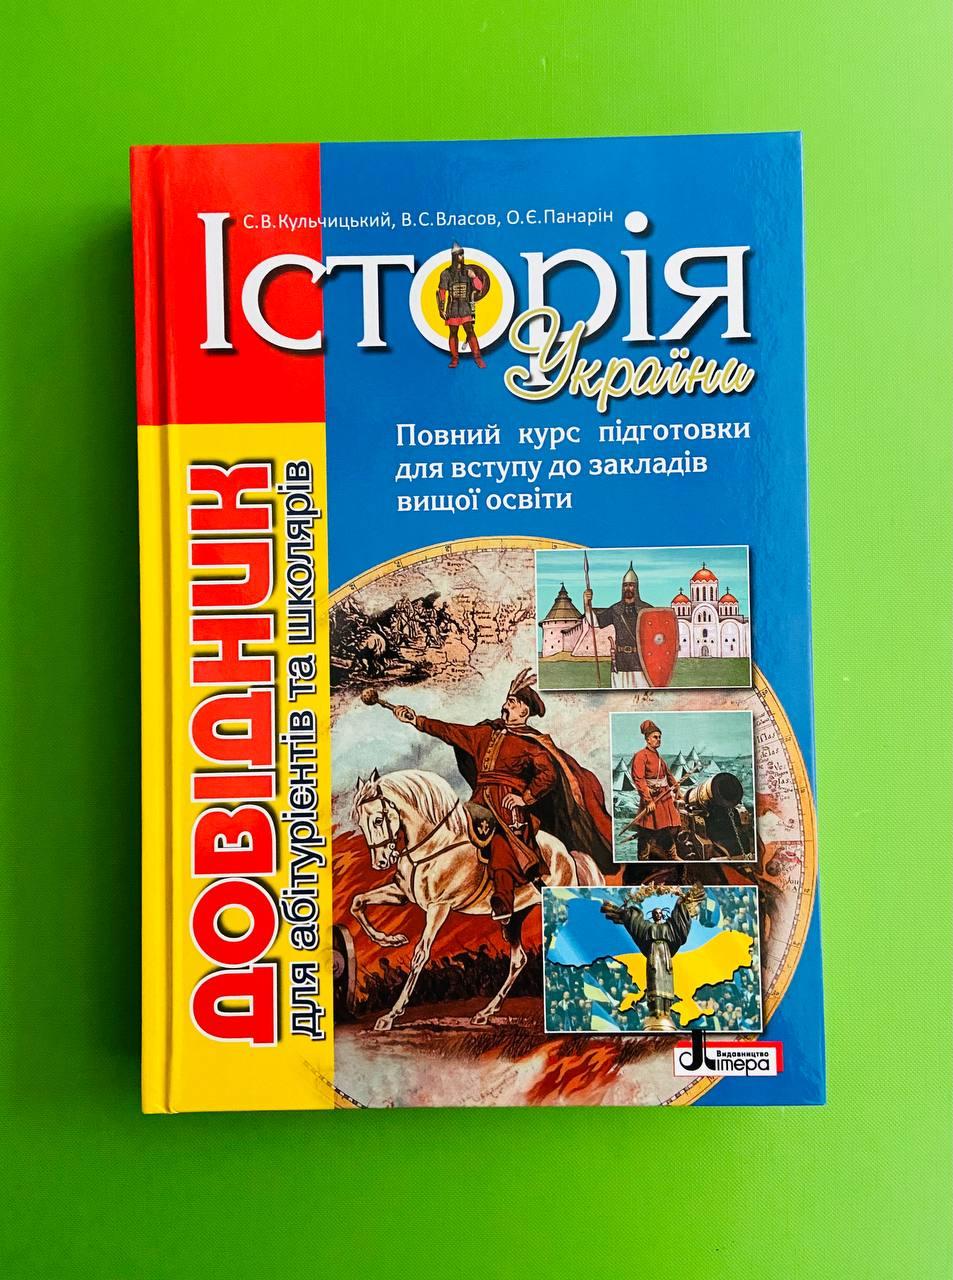 С.В.Кульчицький, В.С.Власов, О.Є.Панарін
Історія
України
Повний курс підготовки
для вступу до закладів
вищої освіти
ДОВІДНИК
для абітурієнтів та школярів
Видавництво
Літера